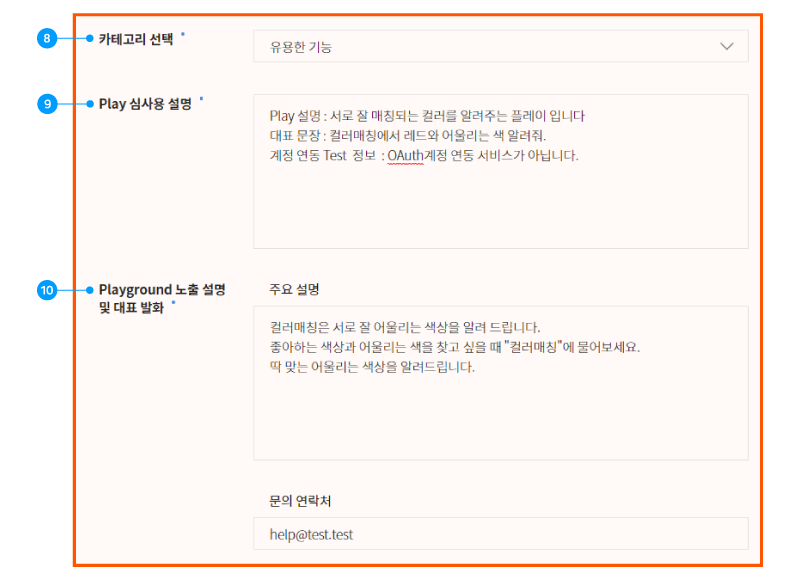 8 카테고리 선택 *
유용한 기능
9 Play 심사용 설명 *
Play 설명 : 서로 잘 매칭되는 컬러를 알려주는 플레이 입니다
대표 문장 : 컬러매칭에서 레드와 어울리는 색 알려줘.
계정 연동 Test 정보 : OAuth계정 연동 서비스가 아닙니다.
10 Playground 노출 설명
및 대표 발화 *
주요 설명
컬러매칭은 서로 잘 어울리는 색상을 알려 드립니다.
좋아하는 색상과 어울리는 색을 찾고 싶을 때 "컬러매칭"에 물어보세요.
딱 맞는 어울리는 색상을 알려드립니다.
문의 연락처
help@test.test